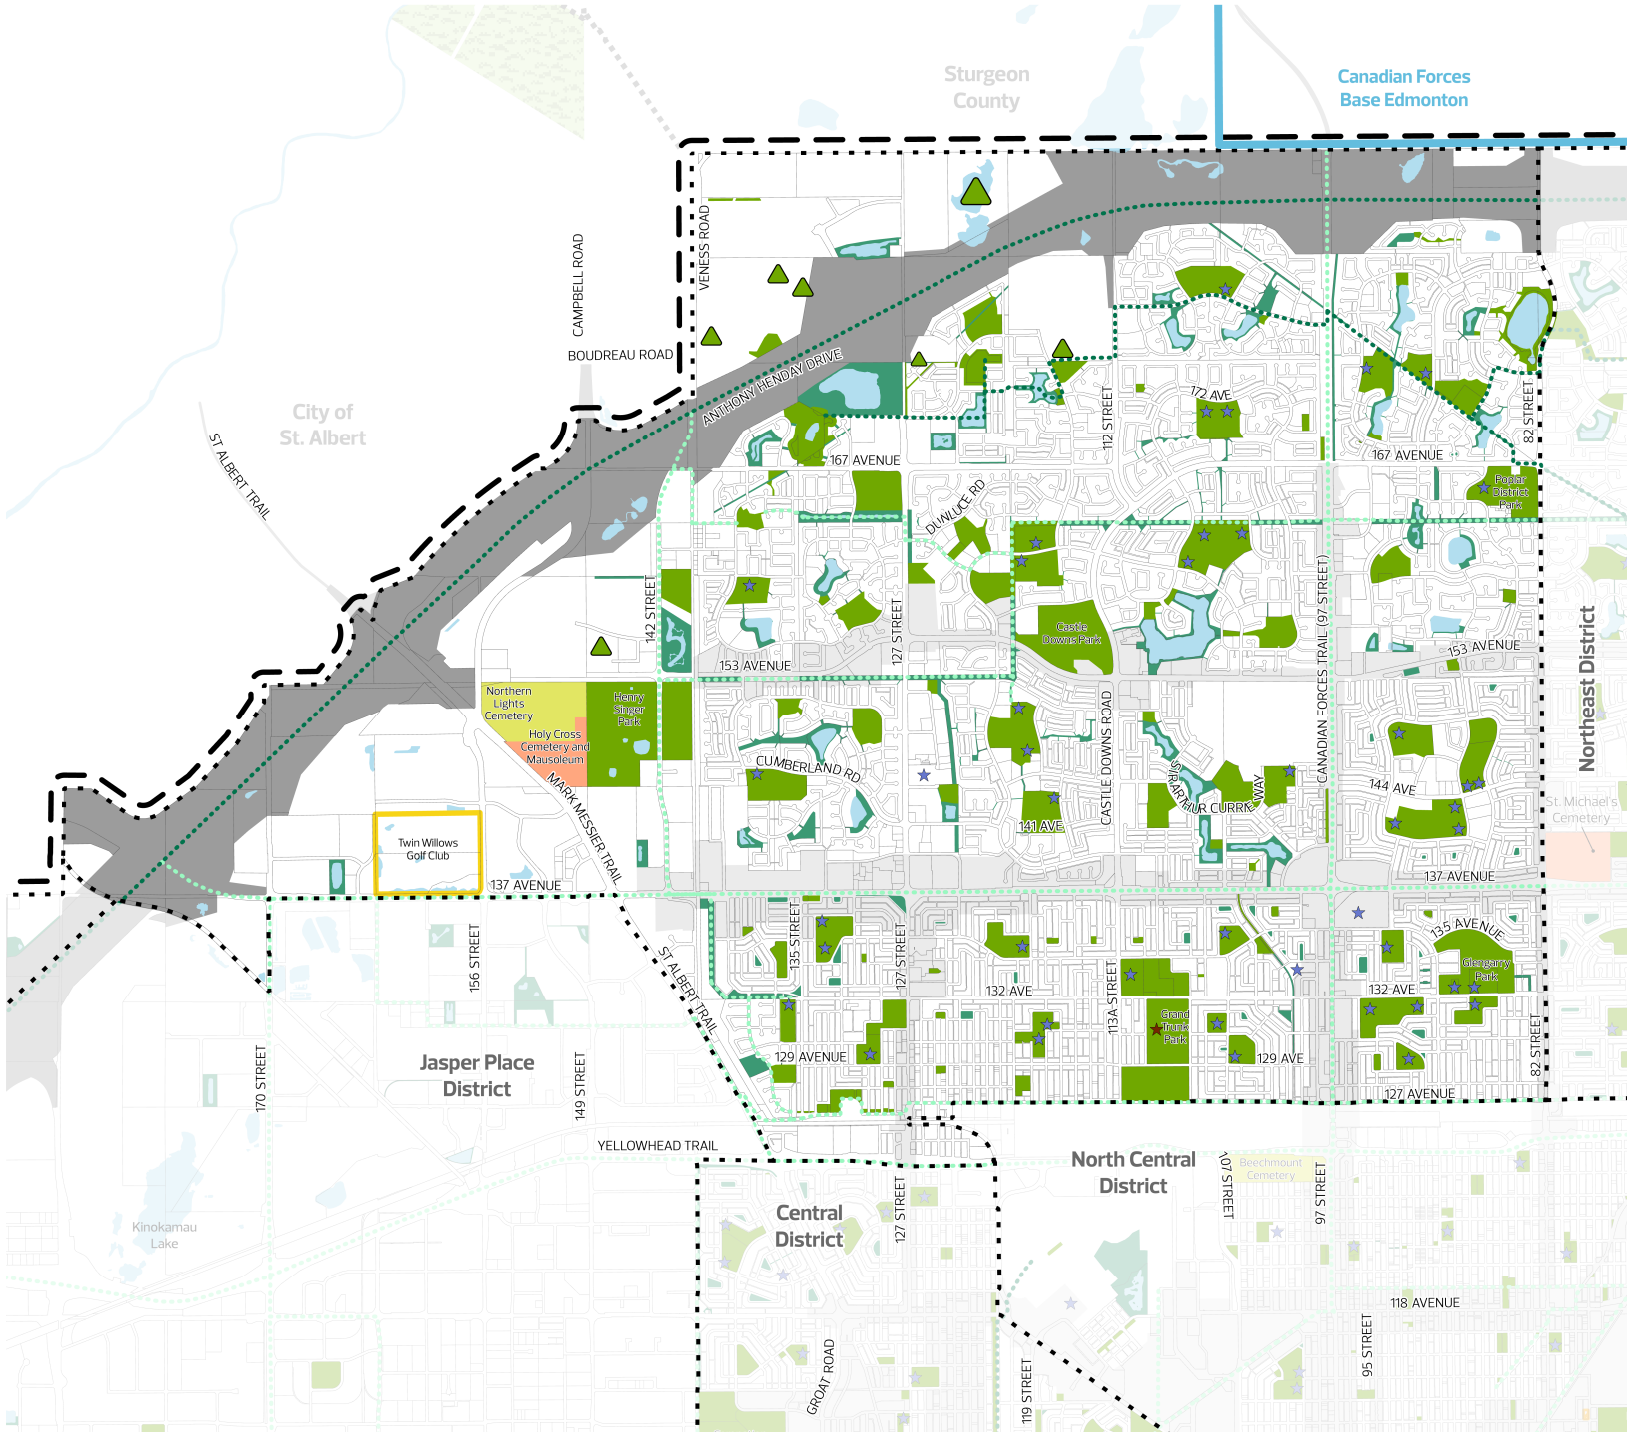 Sturgeon
County
Canadian Forces
Base Edmonton
VENESS ROAD
CAMPBELL ROAD
BOUDREAU ROAD
ANTHONY HENDAY DRIVE
City of
St. Albert
ST ALBERT TRAIL
112 STREET
172 AVE
82 STREET
167 AVENUE
167 AVENUE
Poplar
District
Park
DUNLUCE RD
142 STREET
127 STREET
Castle
Downs Park
CANADIAN FORCES TRAIL (97 STREET)
153 AVENUE
153 AVENUE
Northeast District
Northern
Lights
Cemetery
Henry
Singer
Park
Holy Cross
Cemetery and
Mausoleum
CUMBERLAND RD
CASTLE DOWNS ROAD
MARK MESSIER TRAIL
SIR ARTHUR CURRIE WAY
144 AVE
141 AVE
St. Michael's
Cemetery
Twin Willows
Golf Club
137 AVENUE
137 AVENUE
156 STREET
135 STREET
127 STREET
135 AVENUE
ST ALBERT TRAIL
Glengarry
Park
132 AVE
132 AVE
113A STREET
Grand
Trunk
Park
129 AVENUE
129 AVE
82 STREET
170 STREET
Jasper Place
District
149 STREET
127 AVENUE
YELLOWHEAD TRAIL
North Central
District
107 STREET
Beechmount
Cemetery
97 STREET
127 STREET
Central
District
Kinokamau
Lake
118 AVENUE
95 STREET
GROAT ROAD
119 STREET